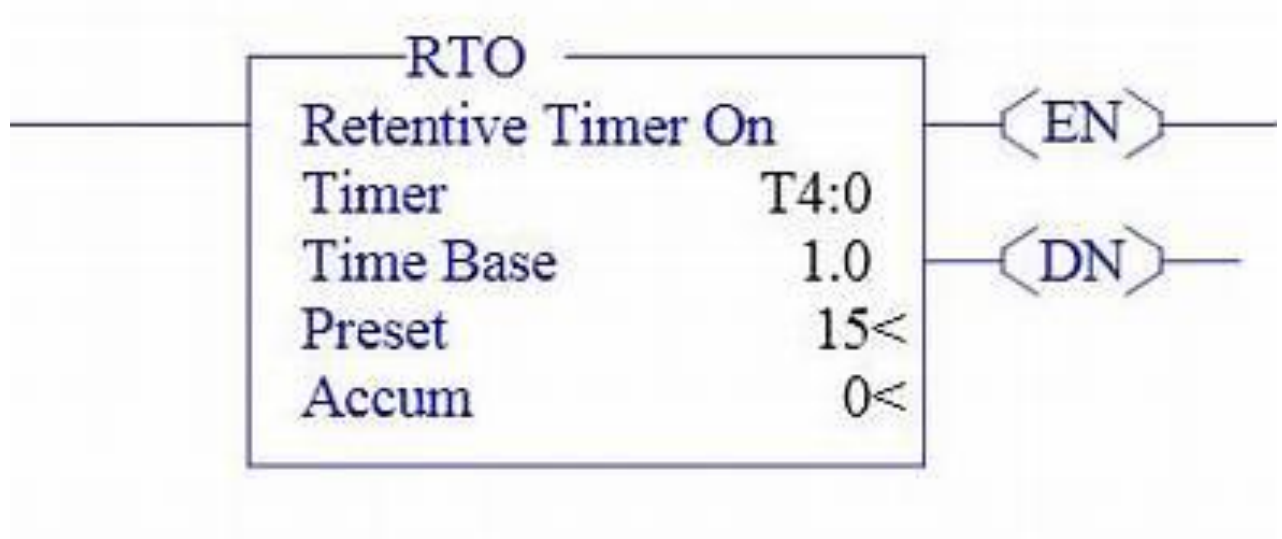 RTO
Retentive Timer On
EN
Timer T4:0
Time Base 1.0
DN
Preset 15<
Accum 0<